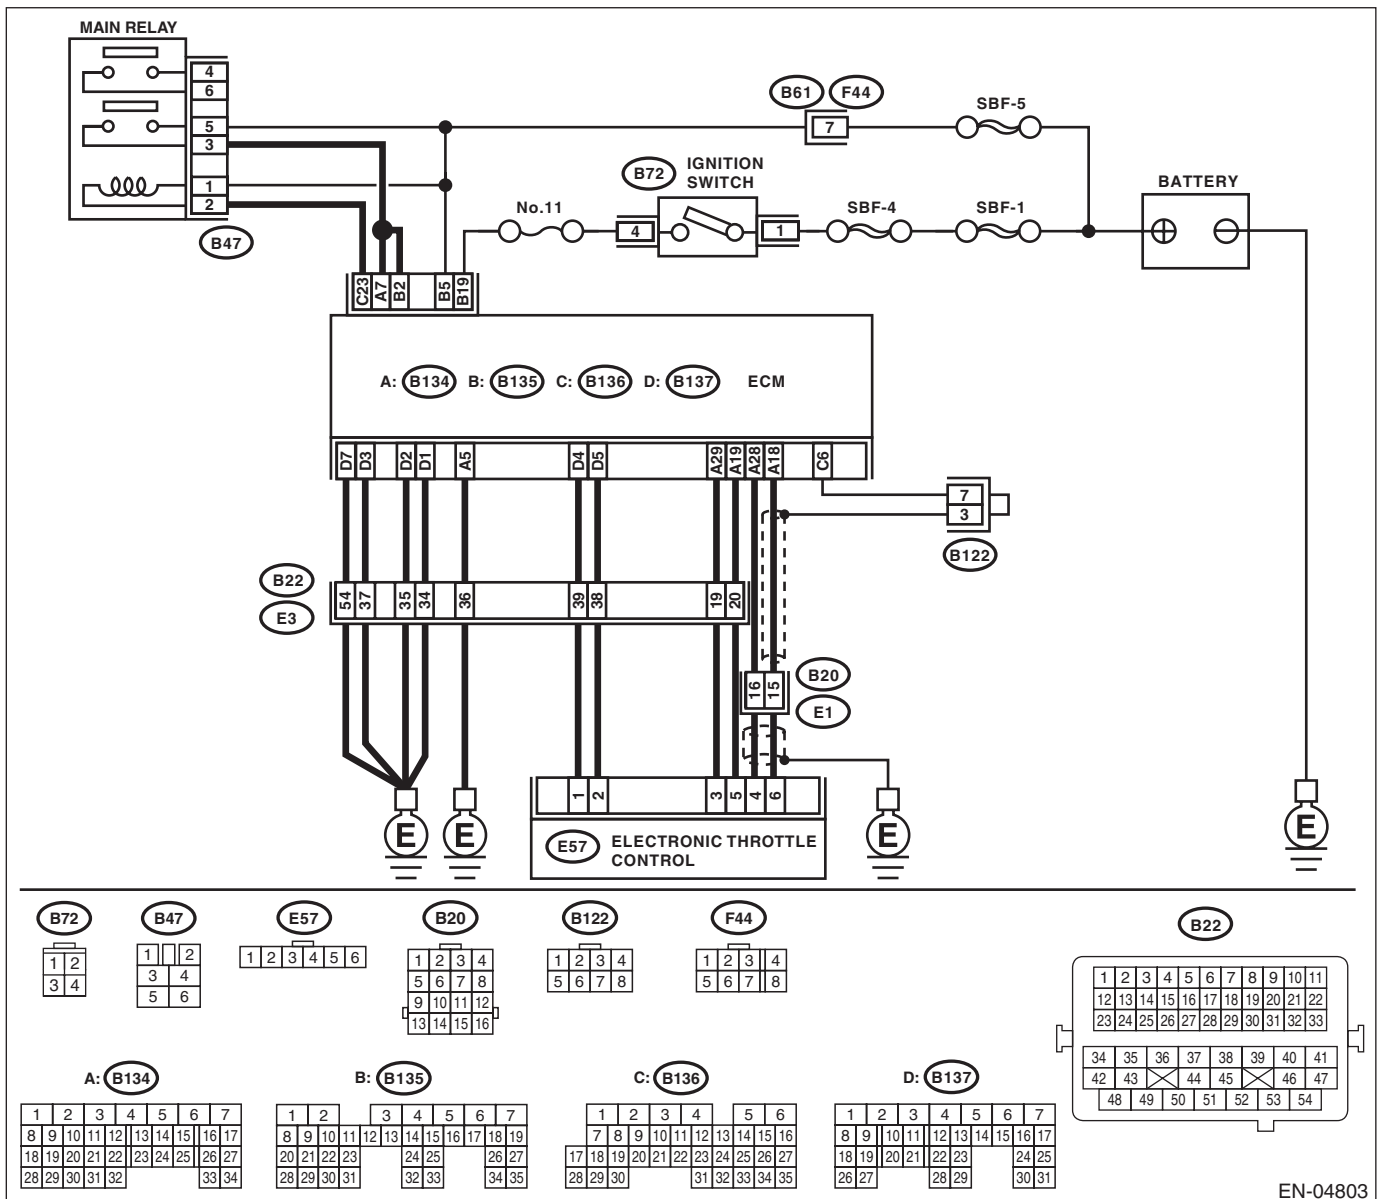 MAIN RELAY
4
6
5
3
1
2
B47
B61 F44
7
SBF-5
B72
IGNITION
SWITCH
No.11
4
1
SBF-4
SBF-1
BATTERY
C23 A7 B2 B5 B19
A: B134 B: B135 C: B136 D: B137 ECM
D7 D3 D2 D1 A5 D4 D5 A29 A19 A28 A18 C6
7
3
B122
B22
E3
54 37 35 34 36 39 38 19 20
16 15
B20
E1
1 2 3 5 4 6
E57 ELECTRONIC THROTTLE
CONTROL
E E E E
B72
1 2
3 4
B47
1 2
3 4
5 6
E57
1 2 3 4 5 6
B20
1 2 3 4
5 6 7 8
9 10 11 12
13 14 15 16
B122
1 2 3 4
5 6 7 8
F44
1 2 3 4
5 6 7 8
B22
1 2 3 4 5 6 7 8 9 10 11
12 13 14 15 16 17 18 19 20 21 22
23 24 25 26 27 28 29 30 31 32 33
34 35 36 37 38 39 40 41
42 43 44 45 46 47
48 49 50 51 52 53 54
A: B134
1 2 3 4 5 6 7
8 9 10 11 12 13 14 15 16 17
18 19 20 21 22 23 24 25 26 27
28 29 30 31 32 33 34
B: B135
1 2 3 4 5 6 7
8 9 10 11 12 13 14 15 16 17 18 19
20 21 22 23 24 25 26 27
28 29 30 31 32 33 34 35
C: B136
1 2 3 4 5 6
7 8 9 10 11 12 13 14 15 16
17 18 19 20 21 22 23 24 25 26 27
28 29 30 31 32 33 34 35
D: B137
1 2 3 4 5 6 7
8 9 10 11 12 13 14 15 16 17
18 19 20 21 22 23 24 25
26 27 28 29 30 31
EN-04803